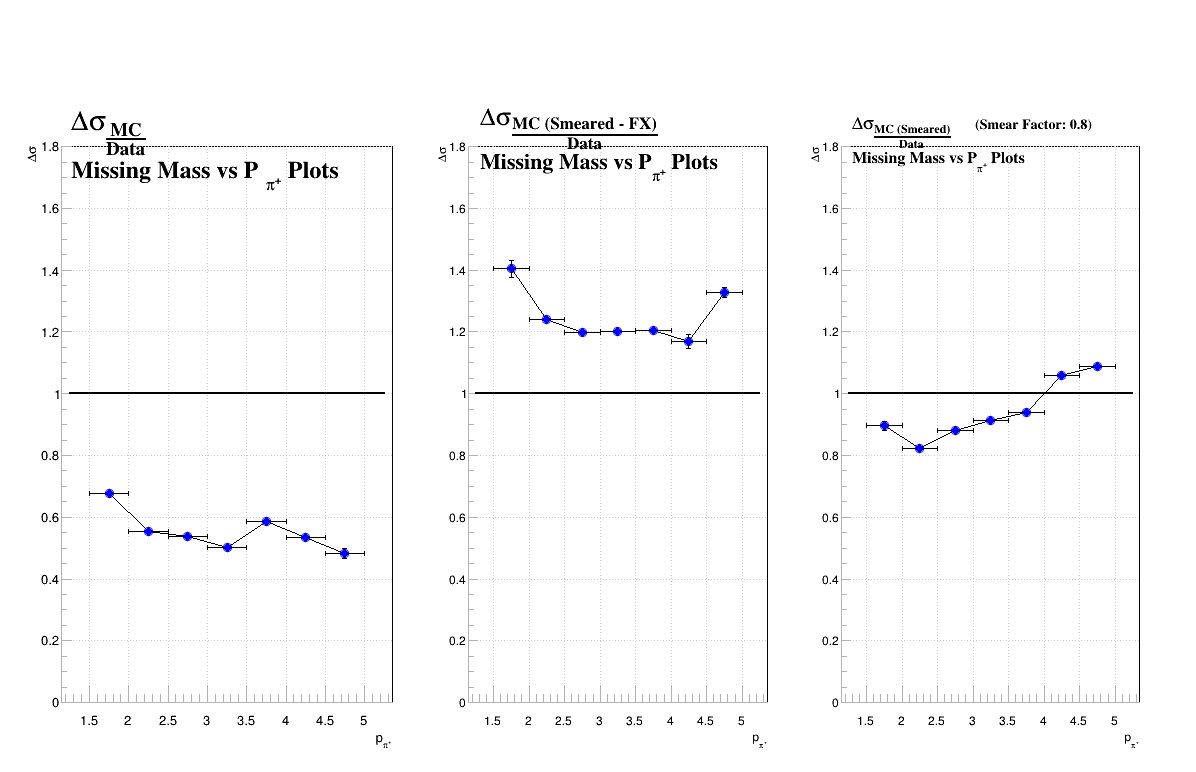 Δσ MC
Data
Missing Mass vs P π+ Plots
Δσ
1.8
1.6
1.4
1.2
1
0.8
0.6
0.4
0.2
0
1.5 2 2.5 3 3.5 4 4.5 5
pπ+
Δσ MC (Smeared - FX)
Data
Missing Mass vs Pπ+ Plots
Δσ
1.8
1.6
1.4
1.2
1
0.8
0.6
0.4
0.2
0
1.5 2 2.5 3 3.5 4 4.5 5
pπ+
Δσ MC (Smeared) (Smear Factor: 0.8)
Data
Missing Mass vs P π+ Plots
Δσ
1.8
1.6
1.4
1.2
1
0.8
0.6
0.4
0.2
0
1.5 2 2.5 3 3.5 4 4.5 5
pπ+